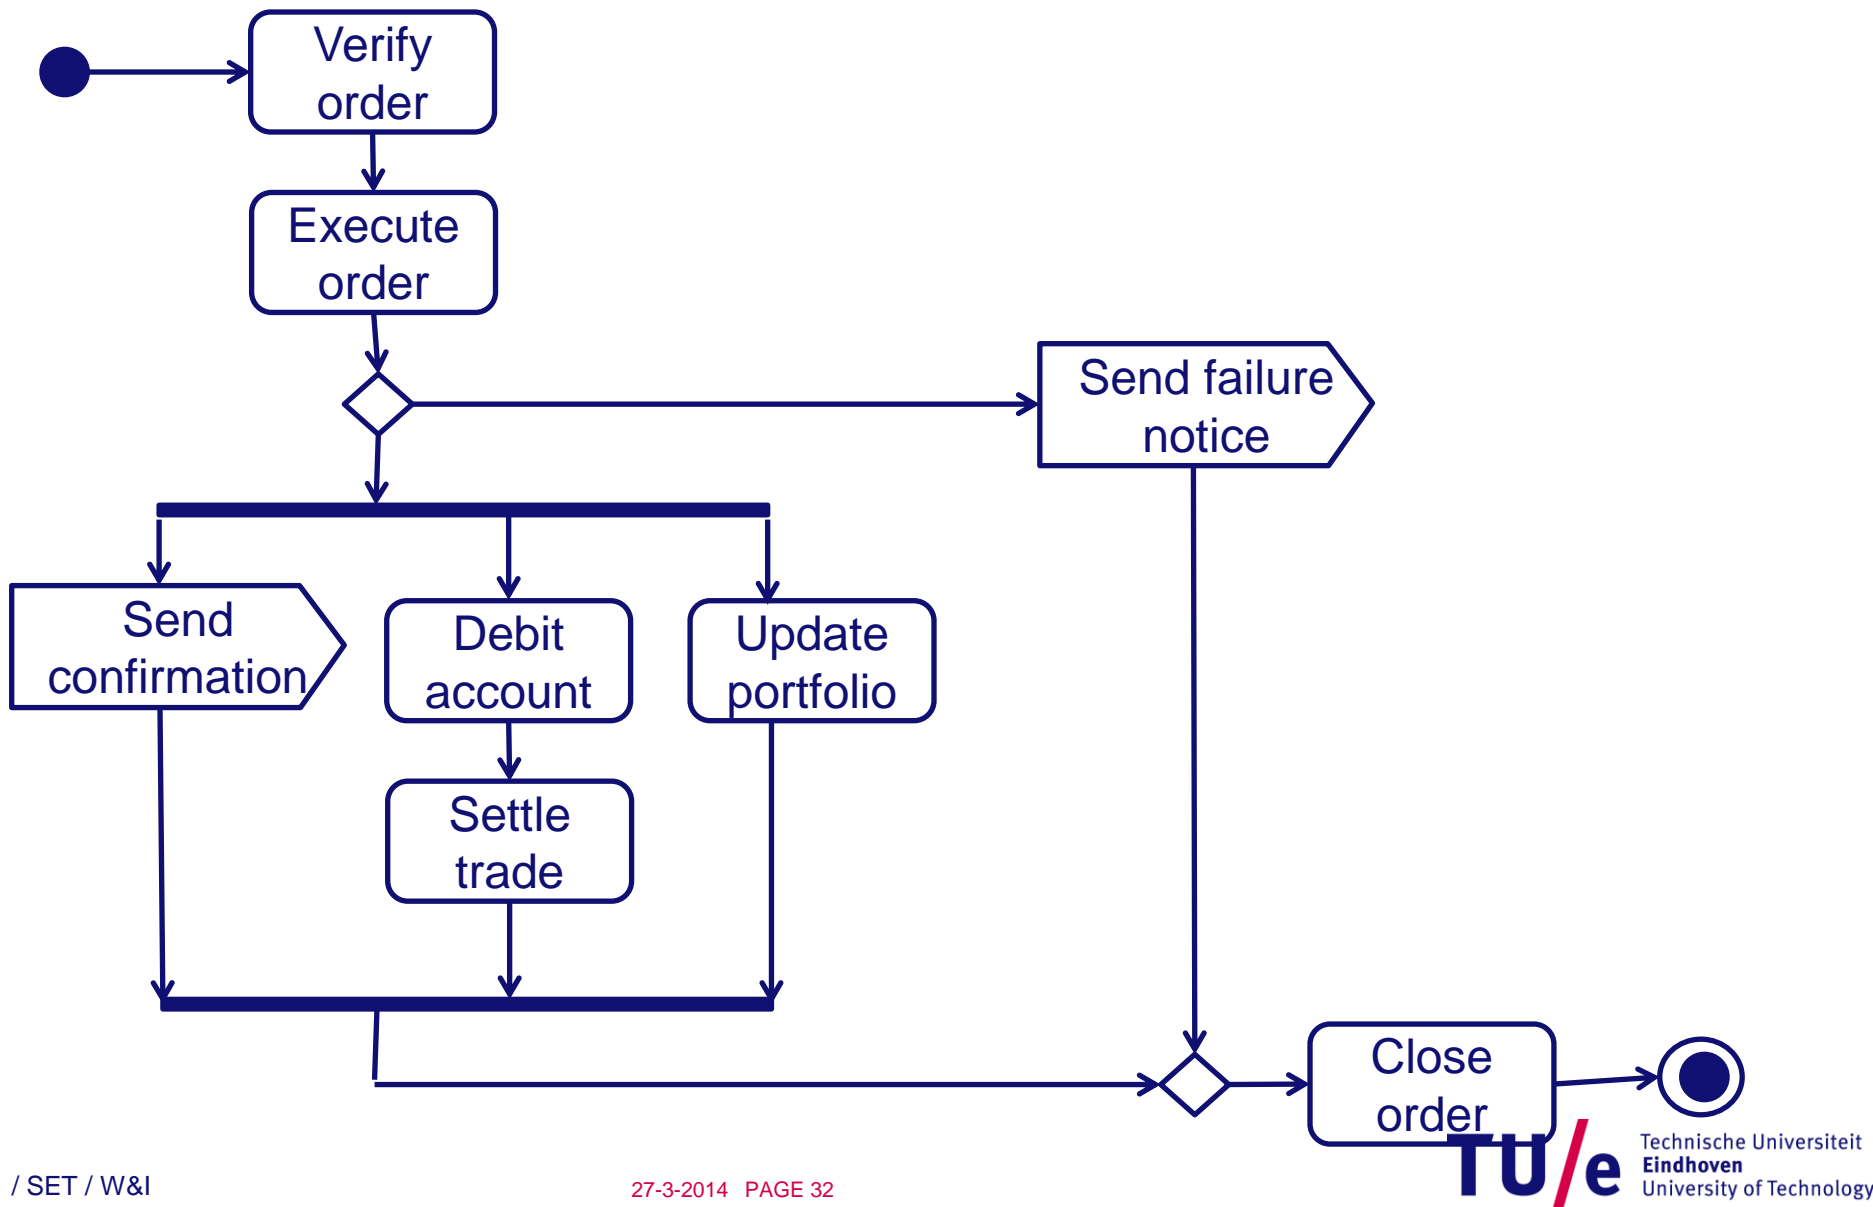 Verify
order
Execute
order
Send failure
notice
Send
confirmation
Debit
account
Update
portfolio
Settle
trade
Close
order
/ SET / W&I
27-3-2014 PAGE 32
TU/e
Technische Universiteit
Eindhoven
University of Technology